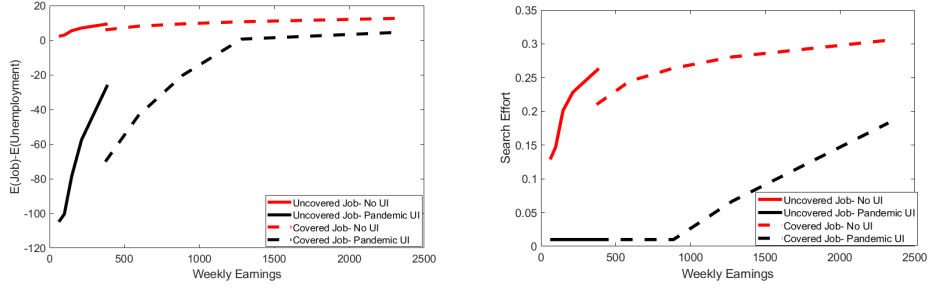 20
0
-20
-40
-60
-80
-100
-120
0
500
1000
1500
2000
2500
E(Job)-E(Unemployment)
Weekly Earnings
Uncovered Job- No UI
Uncovered Job- Pandemic UI
Covered Job- No UI
Covered Job- Pandemic UI
0.35
0.3
0.25
0.2
0.15
0.1
0.05
0
0
500
1000
1500
2000
2500
Search Effort
Weekly Earnings
Uncovered Job- No UI
Uncovered Job- Pandemic UI
Covered Job- No UI
Covered Job- Pandemic UI